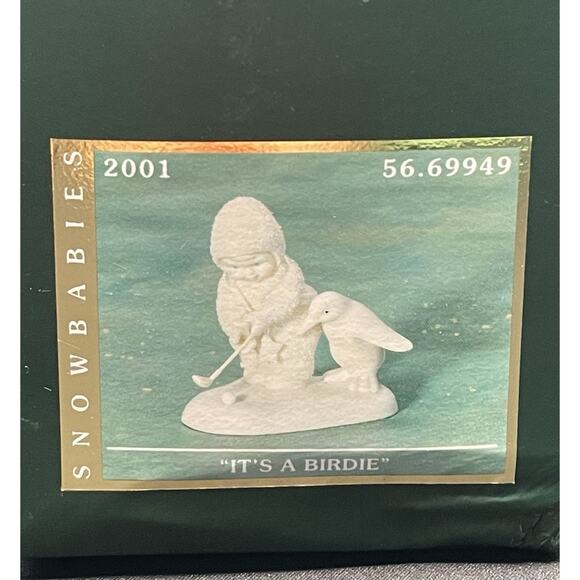 SNOWBABIES
2001
56.69949
"IT'S A BIRDIE"